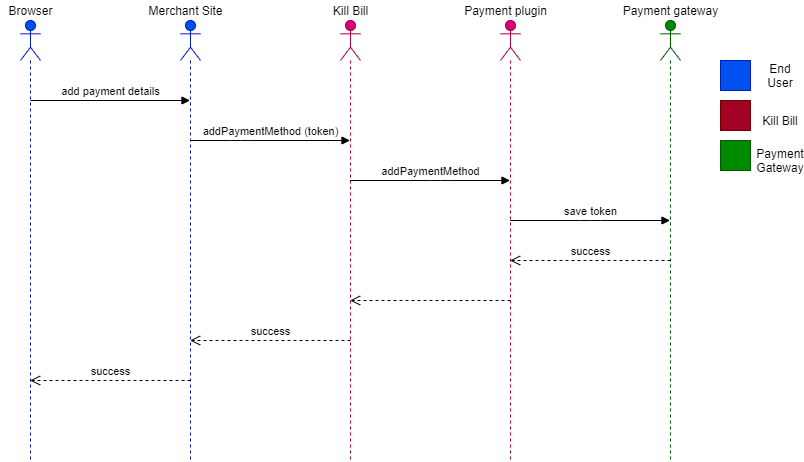 Browser
Merchant Site
Kill Bill
Payment plugin
Payment gateway
End
User
Kill Bill
Payment
Gateway
add payment details
addPaymentMethod (token)
addPaymentMethod
save token
success
success
success